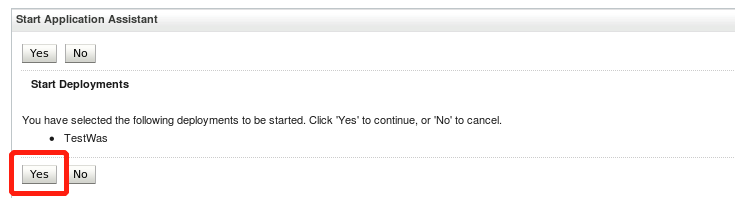 Start Application Assistant
Yes No
Start Deployments
You have selected the following deployments to be started. Click 'Yes' to continue, or 'No' to cancel.
• TestWas
Yes No